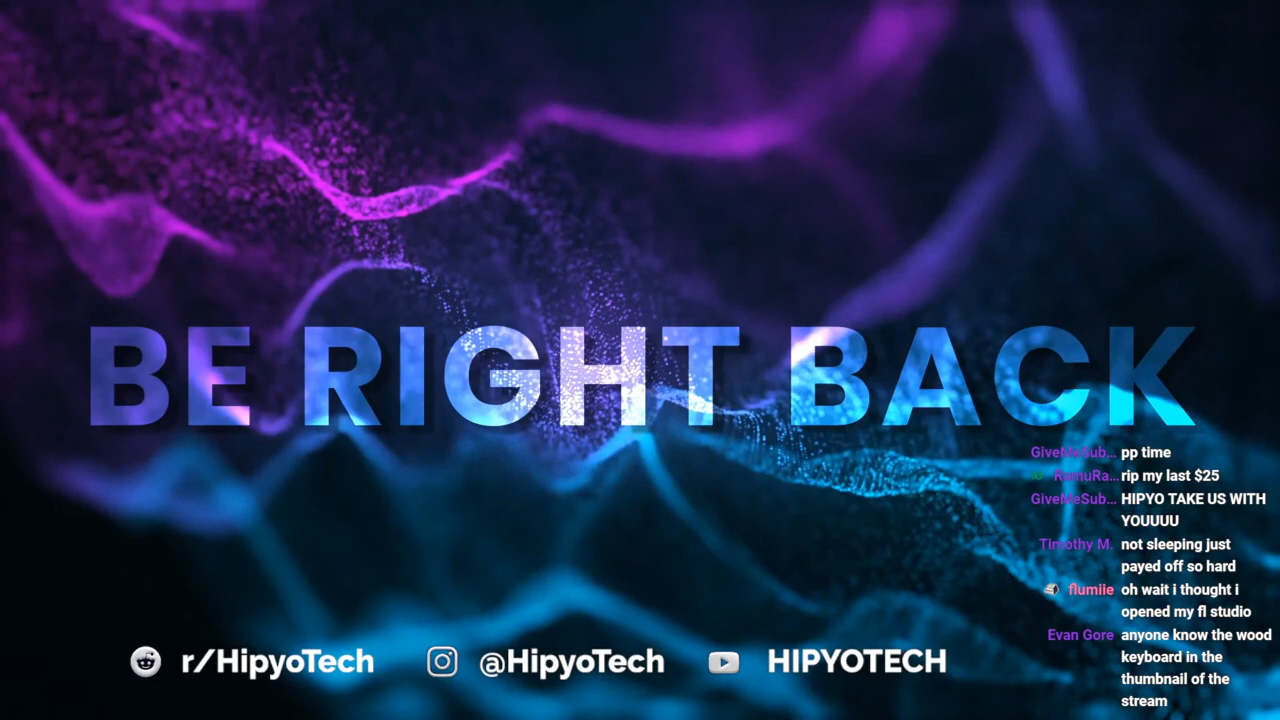 BE RIGHT BACK
GiveMeSub... pp time
RamuRa... rip my last $25
GiveMeSub... HIPYO TAKE US WITH
YOUUUU
Timothy M. not sleeping just
payed off so hard
flumiie oh wait i thought i
opened my fl studio
Evan Gore anyone know the wood
keyboard in the
thumbnail of the
stream
r/HipyoTech @HipyoTech HIPYOTECH